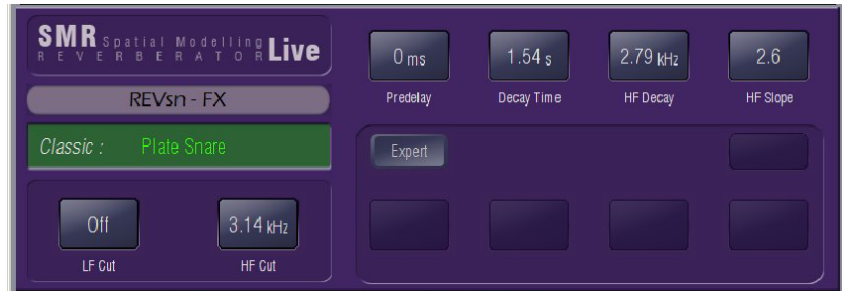 SMR Spatial Modelling
REVERBERATOR Live
REVsn - FX
Classic : Plate Snare
Off
3.14 kHz
LF Cut
HF Cut
0 ms
1.54 s
2.79 kHz
2.6
Predelay
Decay Time
HF Decay
HF Slope
Expert